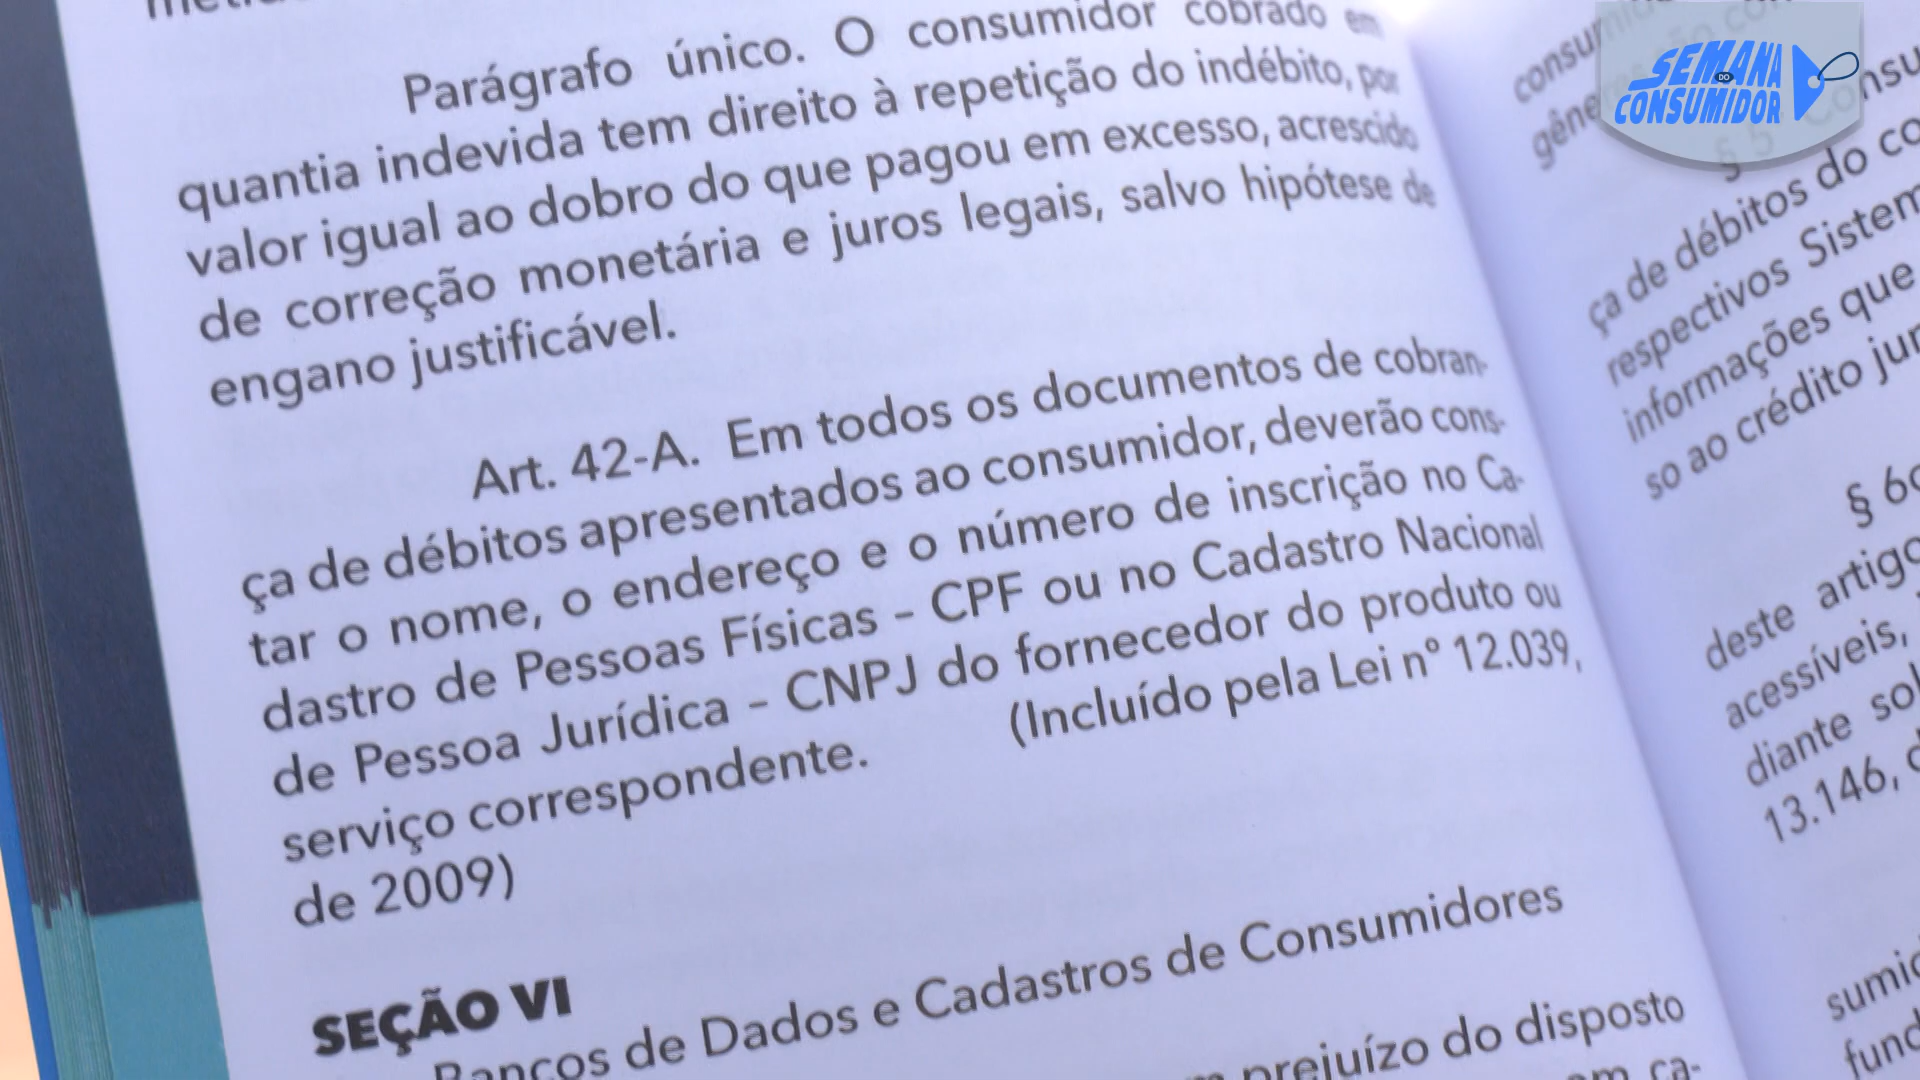 Parágrafo único. O consumidor cobrado em
quantia indevida tem direito à repetição do indébito, por
valor igual ao dobro do que pagou em excesso, acrescido
de correção monetária e juros legais, salvo hipótese de
engano justificável.
Art. 42-A. Em todos os documentos de cobran-
ça de débitos apresentados ao consumidor, deverão cons-
tar o nome, o endereço e o número de inscrição no Ca-
dastro de Pessoas Físicas – CPF ou no Cadastro Nacional
de Pessoa Jurídica – CNPJ do fornecedor do produto ou
serviço correspondente. (Incluído pela Lei nº 12.039,
de 2009)
SEÇÃO VI
Bancos de Dados e Cadastros de Consumidores
prejuízo do disposto
em ca-
SEMANA
DO
CONSUMIDOR
ça de débitos do co
respectivos Sistem
informações que
so ao crédito jur
§ 6o
deste artigo
acessíveis,
diante sol
13.146, d
sumid
fund